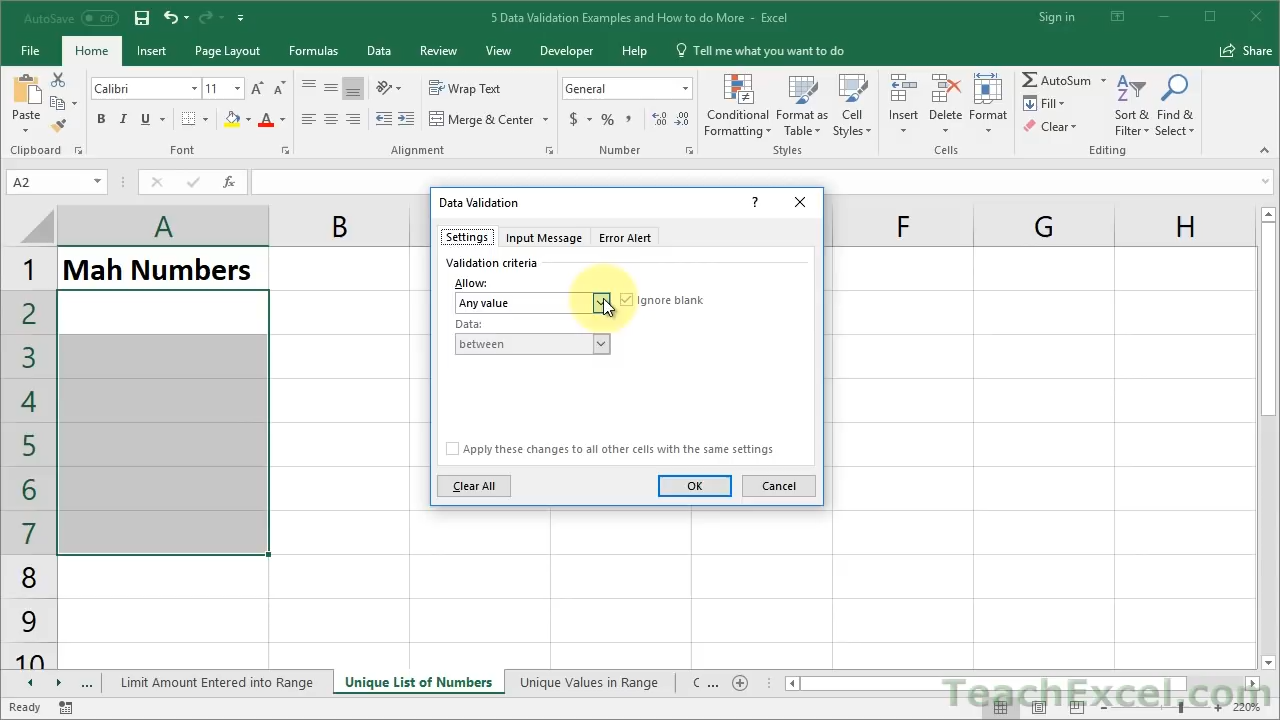 AutoSave Off 5 Data Validation Examples and How to do More - Excel Sign in
File Home Insert Page Layout Formulas Data Review View Developer Help Tell me what you want to do Share
Paste
Calibri 11
B I U A
A A
Wrap Text
Merge & Center
General
$ % ,
Conditional Formatting
Format as Table
Cell Styles
Insert Delete Format
AutoSum
Fill
Clear
Sort & Filter
Find & Select
Clipboard Font Alignment Number Styles Cells Editing
A2 fx
A B F G H
1 Mah Numbers
2
3
4
5
6
7
8
9
10
Data Validation ?
Settings Input Message Error Alert
Validation criteria
Allow:
Any value Ignore blank
Data:
between
Apply these changes to all other cells with the same settings
Clear All OK Cancel
... Limit Amount Entered into Range Unique List of Numbers Unique Values in Range ...
TeachExcel.com
Ready 220%